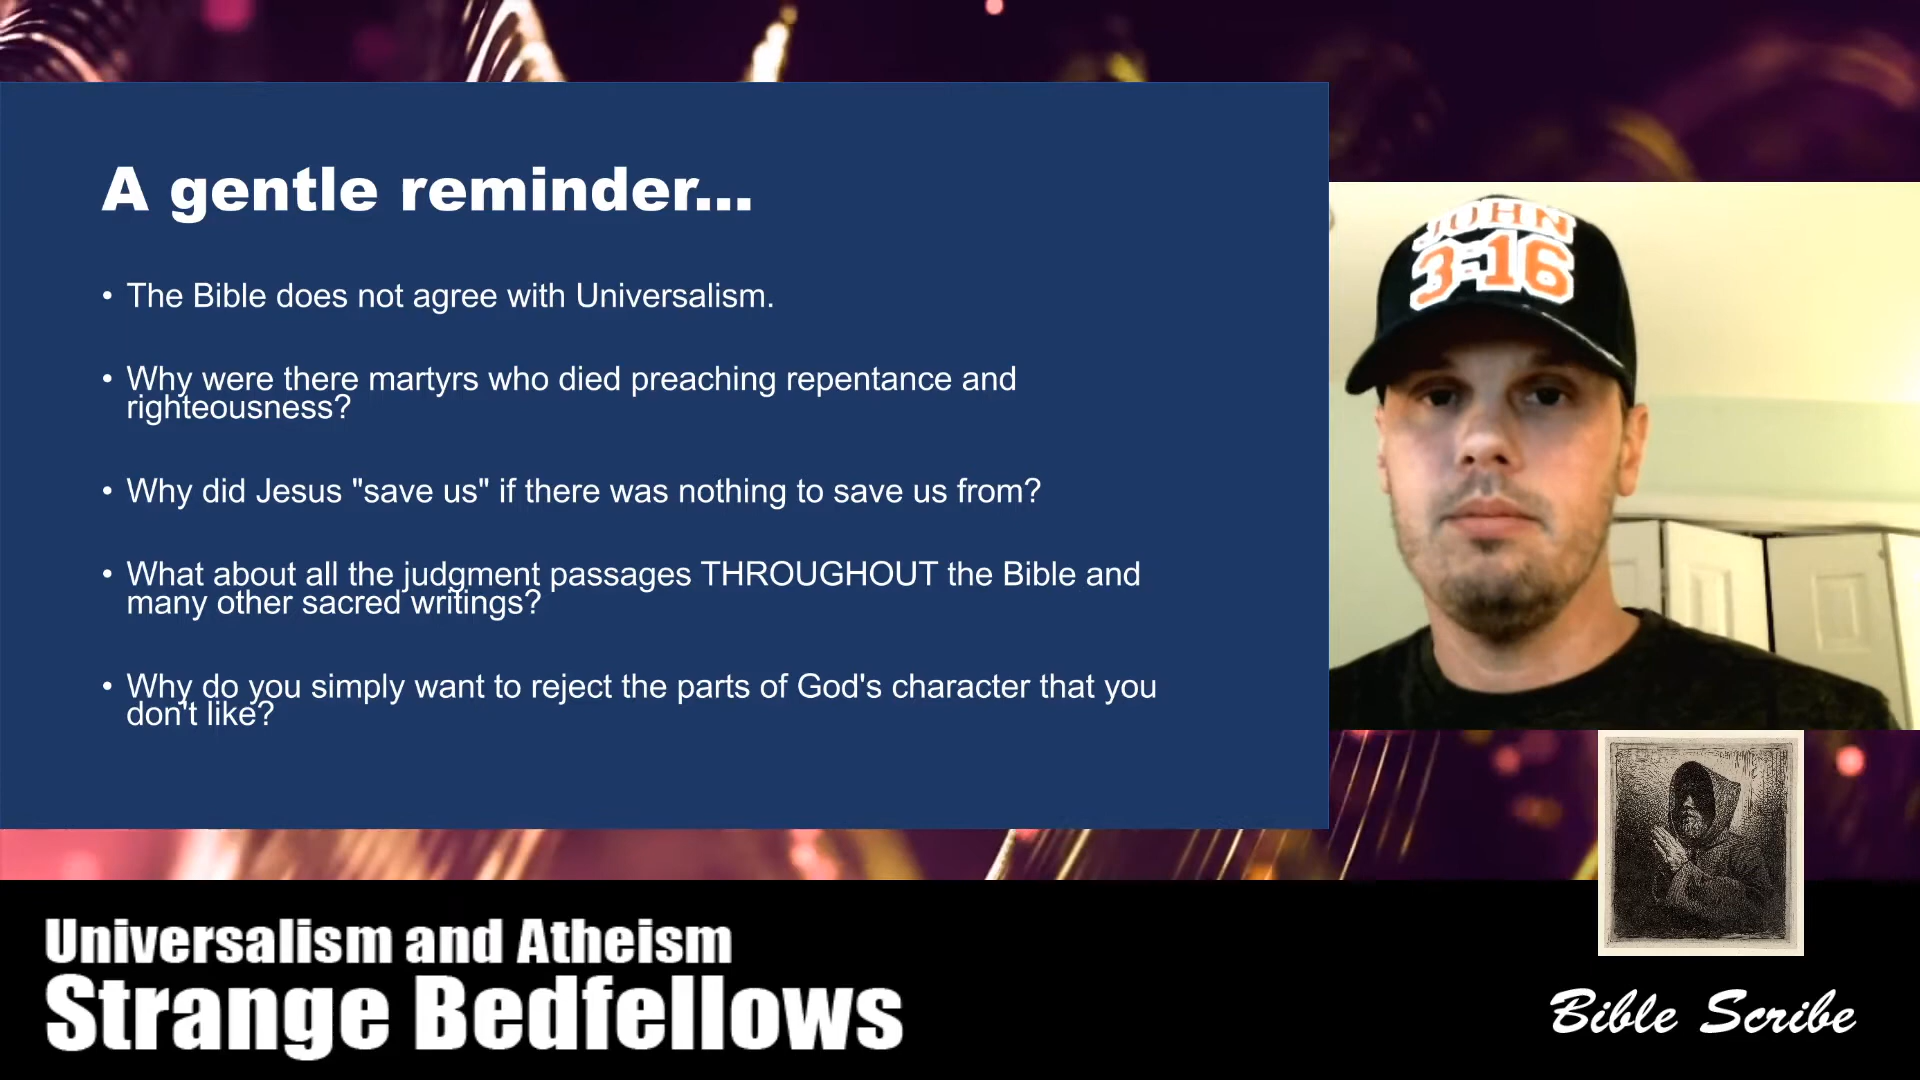 A gentle reminder...
• The Bible does not agree with Universalism.
• Why were there martyrs who died preaching repentance and
righteousness?
• Why did Jesus "save us" if there was nothing to save us from?
• What about all the judgment passages THROUGHOUT the Bible and
many other sacred writings?
• Why do you simply want to reject the parts of God's character that you
don't like?
JOHN
3:16
Universalism and Atheism
Strange Bedfellows
Bible Scribe